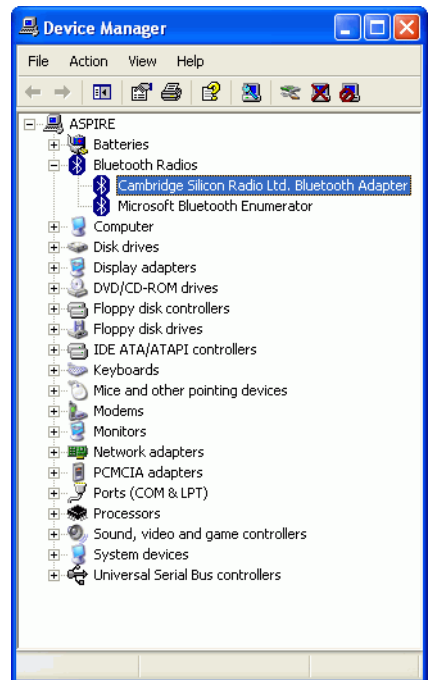 Device Manager
File Action View Help
ASPIRE
Batteries
Bluetooth Radios
Cambridge Silicon Radio Ltd. Bluetooth Adapter
Microsoft Bluetooth Enumerator
Computer
Disk drives
Display adapters
DVD/CD-ROM drives
Floppy disk controllers
Floppy disk drives
IDE ATA/ATAPI controllers
Keyboards
Mice and other pointing devices
Modems
Monitors
Network adapters
PCMCIA adapters
Ports (COM & LPT)
Processors
Sound, video and game controllers
System devices
Universal Serial Bus controllers